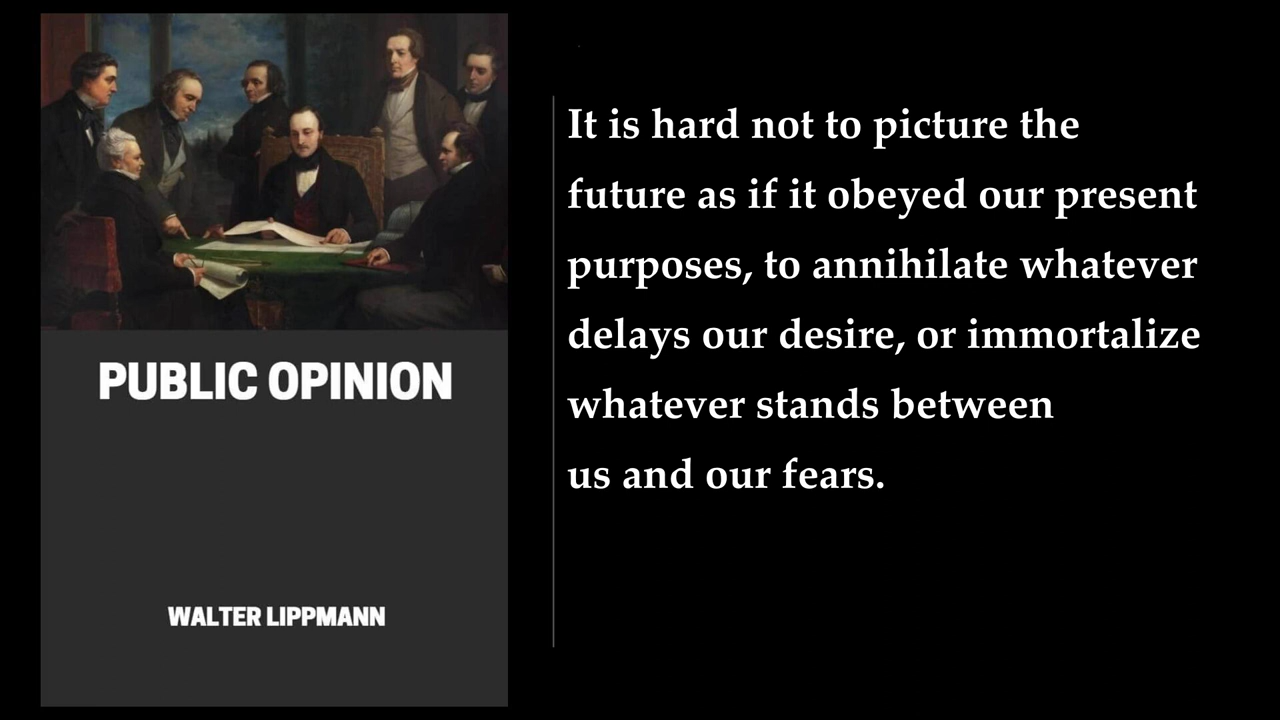 PUBLIC OPINION
WALTER LIPPMANN
It is hard not to picture the
future as if it obeyed our present
purposes, to annihilate whatever
delays our desire, or immortalize
whatever stands between
us and our fears.